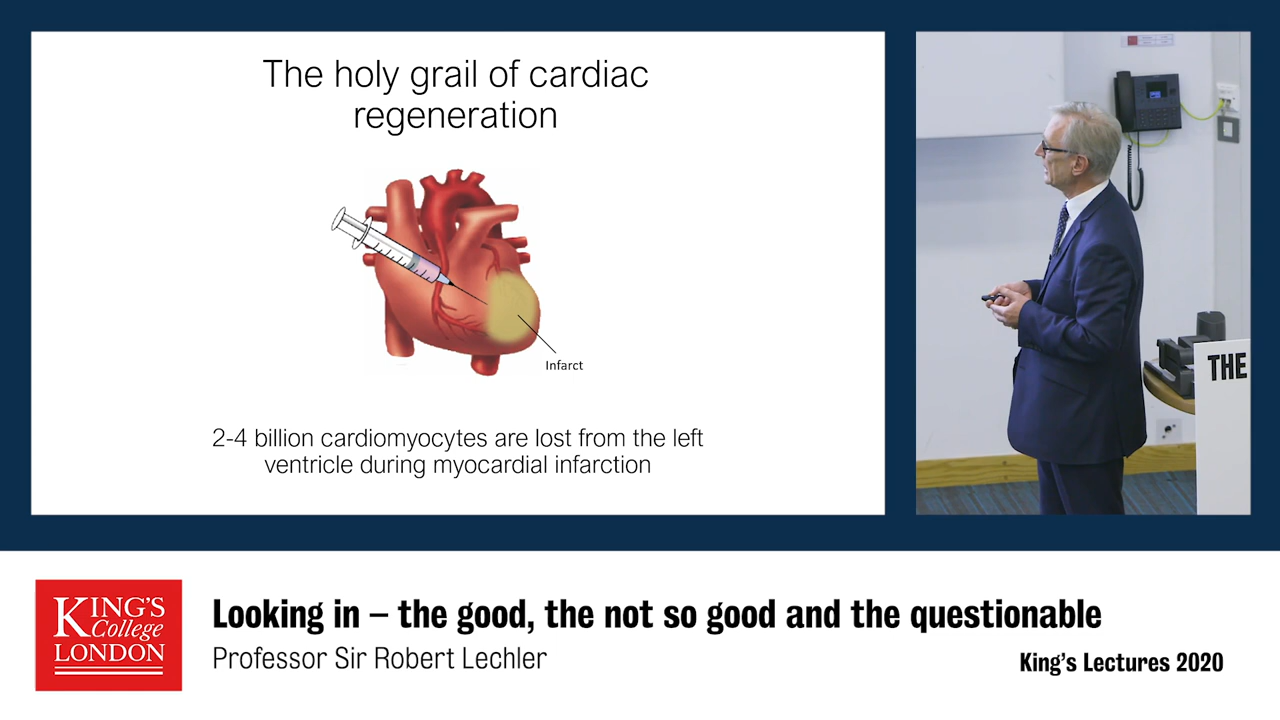 The holy grail of cardiac
regeneration
Infarct
2-4 billion cardiomyocytes are lost from the left
ventricle during myocardial infarction
THE
KING'S
College
LONDON
Looking in – the good, the not so good and the questionable
Professor Sir Robert Lechler
King's Lectures 2020